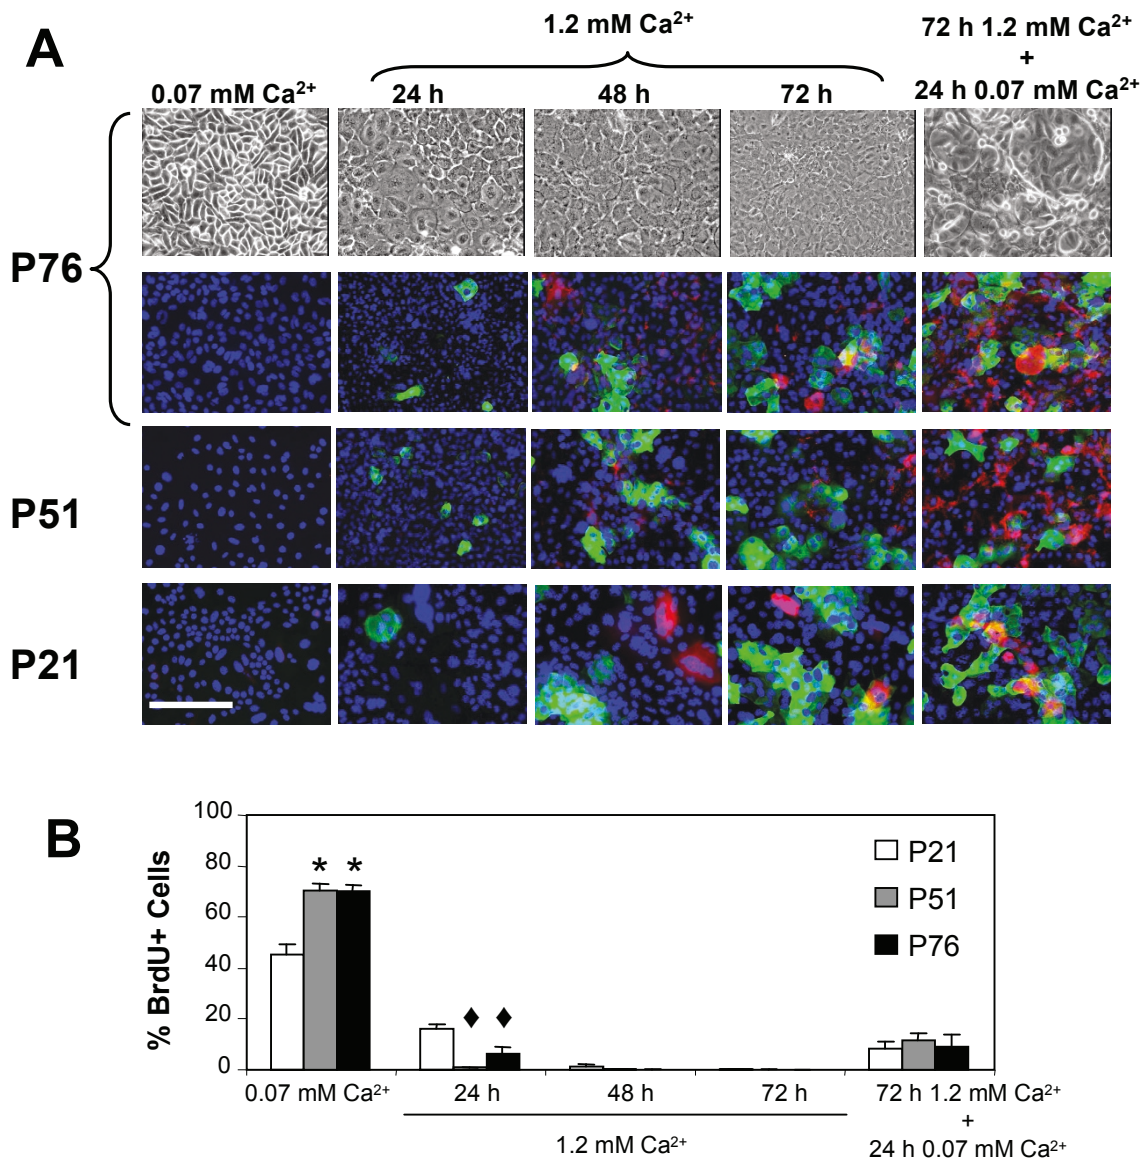 A
1.2 mM Ca²⁺
72 h 1.2 mM Ca²⁺
+
24 h 0.07 mM Ca²⁺
0.07 mM Ca²⁺
24 h
48 h
72 h
P76
P51
P21
B
% BrdU+ Cells
100
80
60
40
20
0
* *
♦ ♦
P21
P51
P76
0.07 mM Ca²⁺
24 h
48 h
72 h
72 h 1.2 mM Ca²⁺
+
24 h 0.07 mM Ca²⁺
1.2 mM Ca²⁺